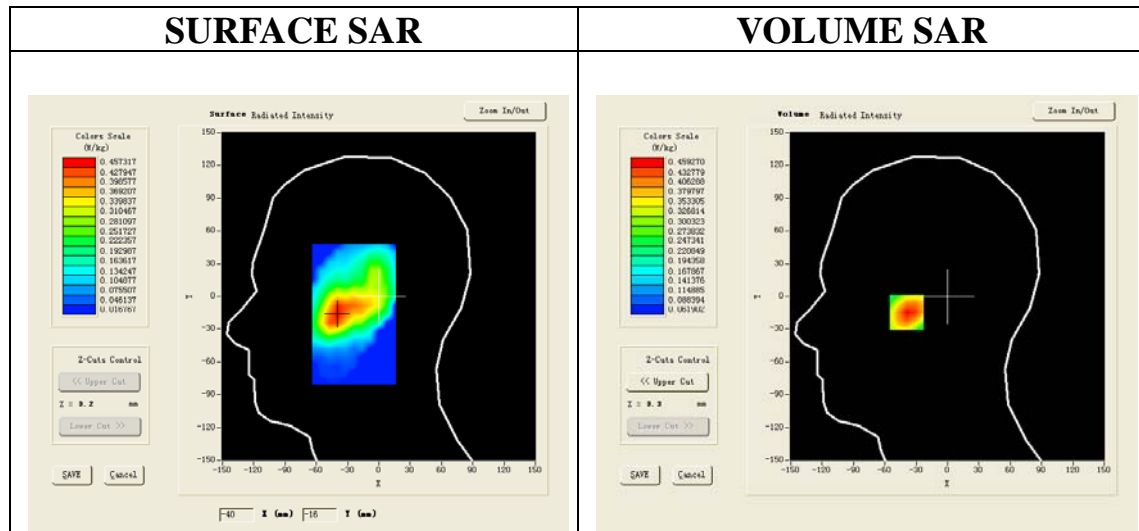 SURFACE SAR
VOLUME SAR
Surface Radiated Intensity
Zoom In/Out
Colors Scale
(W/kg)
0.457317
0.427947
0.398577
0.369207
0.339837
0.310467
0.281097
0.251727
0.222357
0.192987
0.163617
0.134247
0.104877
0.075507
0.046137
0.016767
150
120
90
60
30
0
-30
-60
-90
-120
-150
Y
-150 -120 -90 -60 -30 0 30 60 90 120 150
X
Z-Cuts Control
<< Upper Cut
Z = 3.2 mm
Lower Cut >>
SAVE Cancel
-40 X (mm) -16 Y (mm)
Volume Radiated Intensity
Zoom In/Out
Colors Scale
(W/kg)
0.459270
0.432779
0.406288
0.379797
0.353305
0.326814
0.300323
0.273832
0.247341
0.220849
0.194358
0.167867
0.141376
0.114885
0.088394
0.061902
150
120
90
60
30
0
-30
-60
-90
-120
-150
Y
-150 -120 -90 -60 -30 0 30 60 90 120 150
X
Z-Cuts Control
<< Upper Cut
Z = 3.3 mm
Lower Cut >>
SAVE Cancel